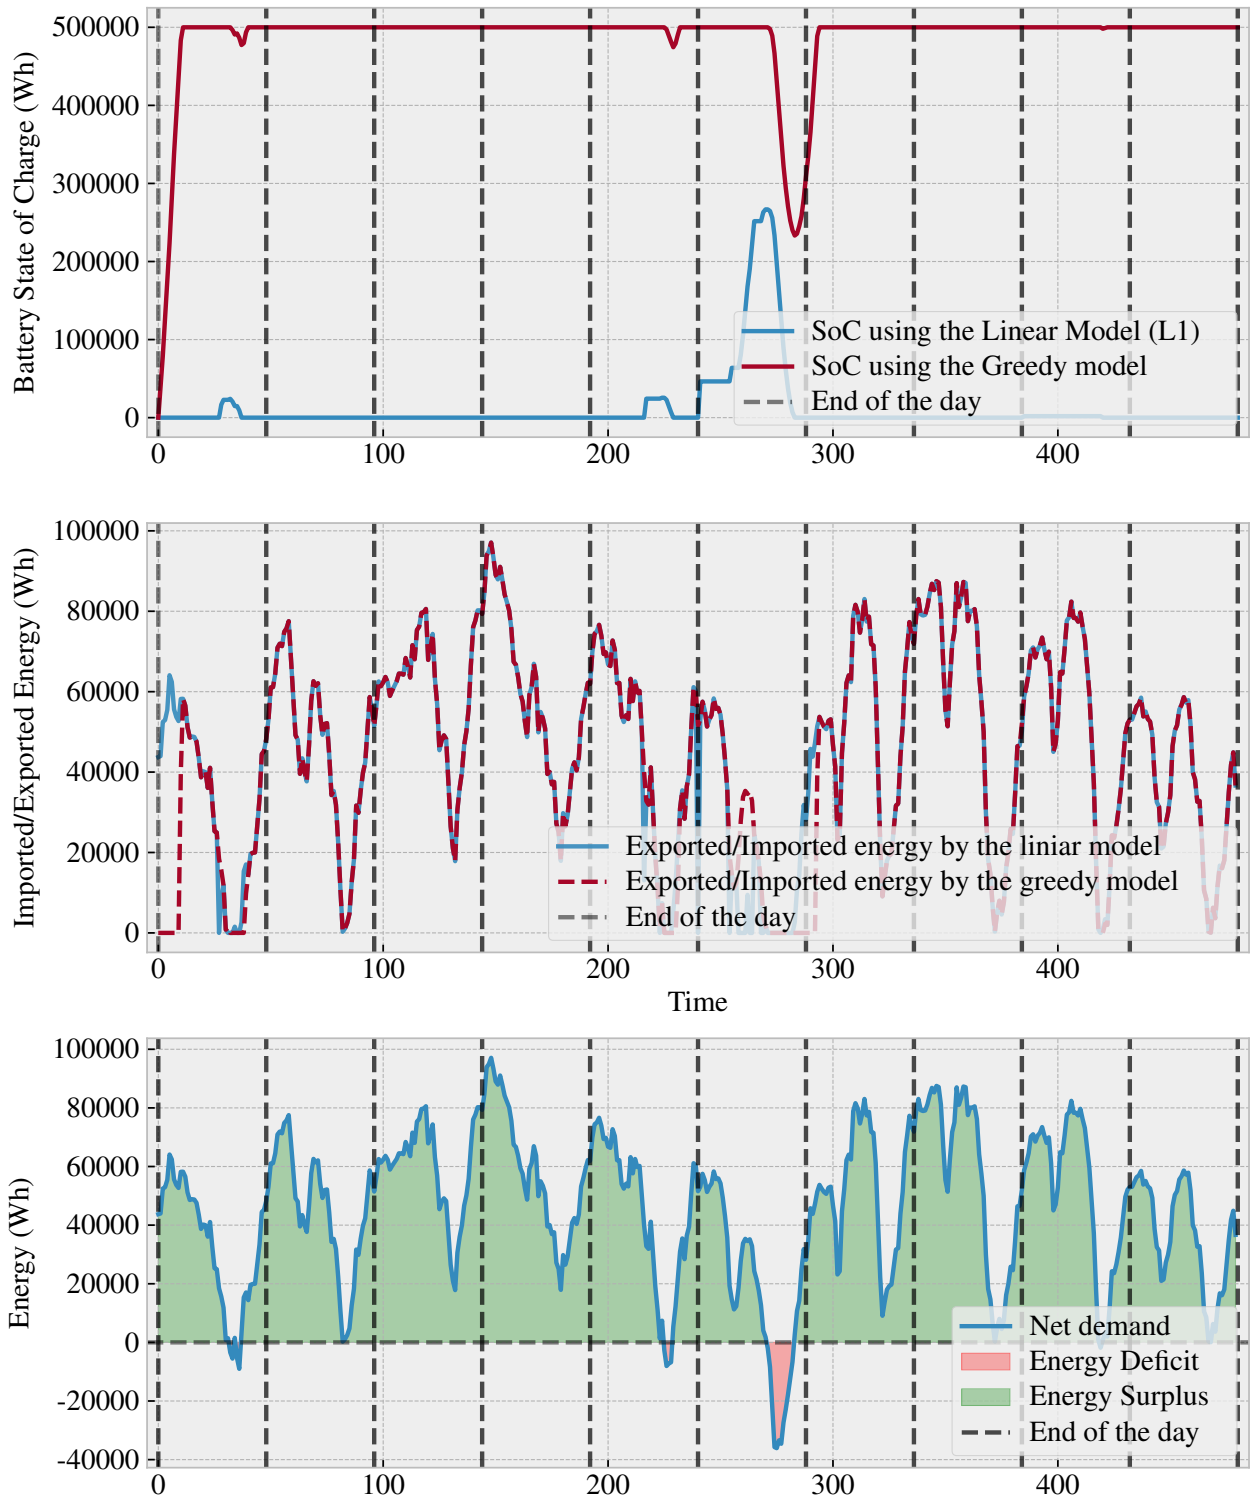 Battery State of Charge (Wh)
500000
400000
300000
200000
100000
0
SoC using the Linear Model (L1)
SoC using the Greedy model
End of the day
0 100 200 300 400
Imported/Exported Energy (Wh)
100000
80000
60000
40000
20000
0
Exported/Imported energy by the liniar model
Exported/Imported energy by the greedy model
End of the day
0 100 200 300 400
Time
Energy (Wh)
100000
80000
60000
40000
20000
0
-20000
-40000
Net demand
Energy Deficit
Energy Surplus
End of the day
0 100 200 300 400